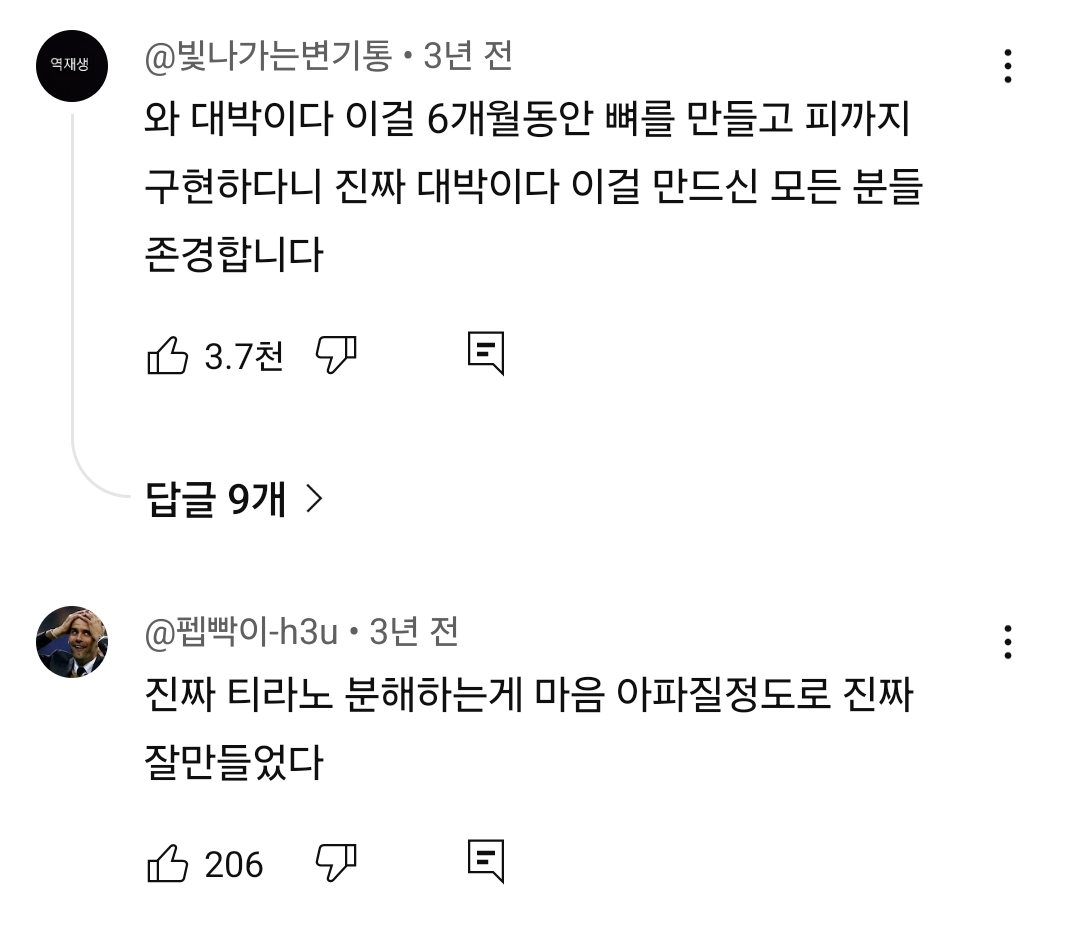 역재생
@빛나가는변기통 • 3년 전
와 대박이다 이걸 6개월동안 뼈를 만들고 피까지
구현하다니 진짜 대박이다 이걸 만드신 모든 분들
존경합니다
3.7천
답글 9개
@펩빡이-h3u • 3년 전
진짜 티라노 분해하는게 마음 아파질정도로 진짜
잘만들었다
206